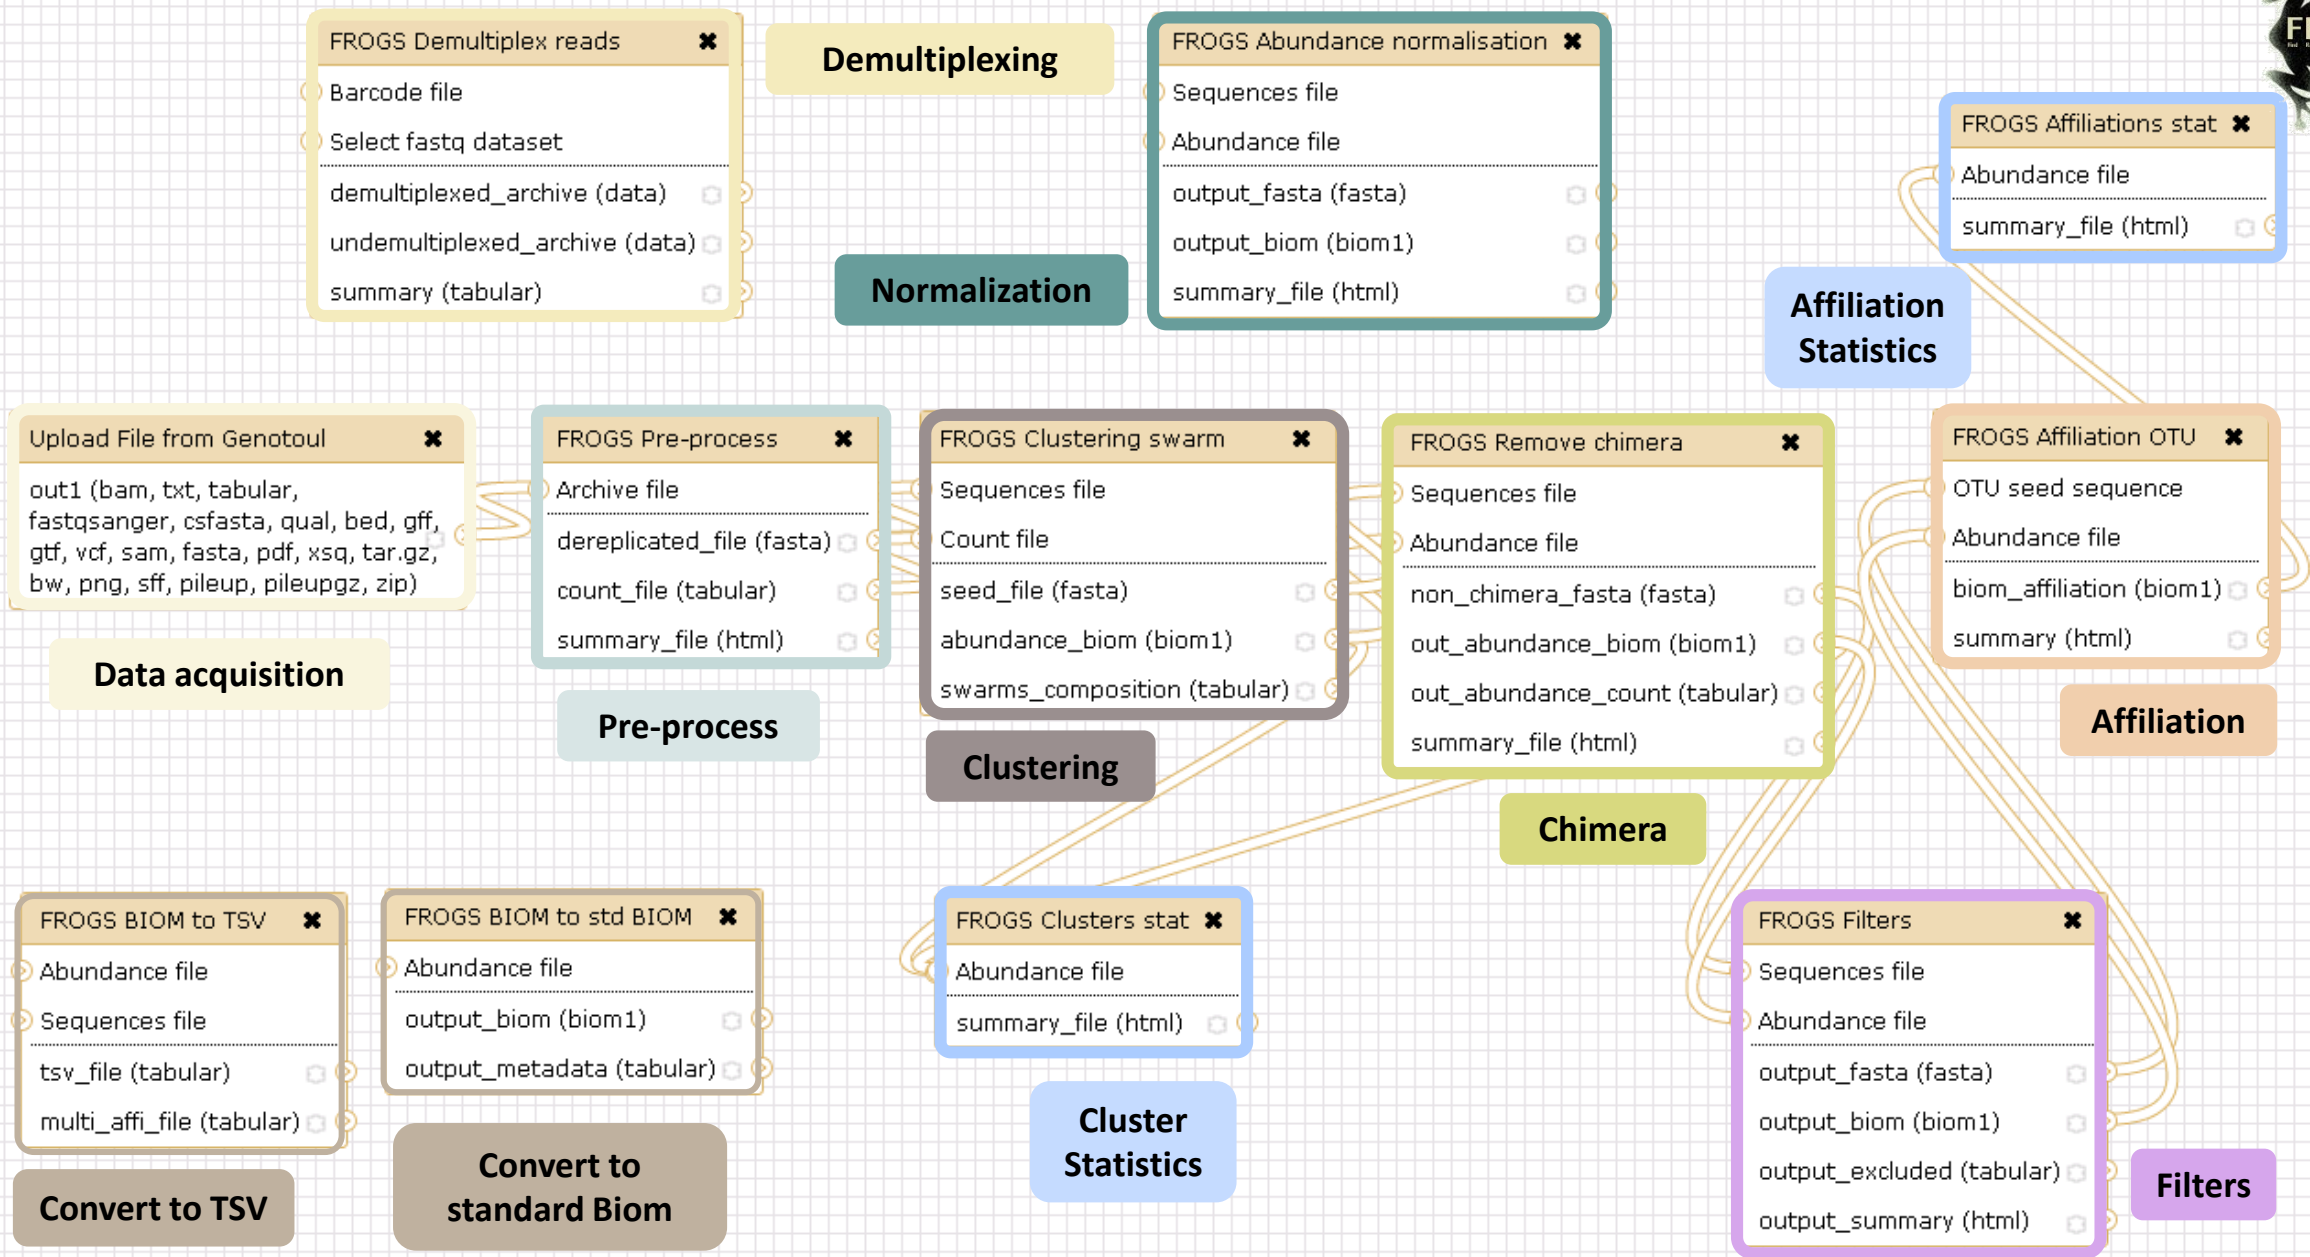 FROGS Demultiplex reads
Barcode file
Select fastq dataset
demultiplexed_archive (data)
undemultiplexed_archive (data)
summary (tabular)
Demultiplexing
FROGS Abundance normalisation
Sequences file
Abundance file
output_fasta (fasta)
output_biom (biom1)
summary_file (html)
Normalization
FROGS Affiliations stat
Abundance file
summary_file (html)
Affiliation
Statistics
Upload File from Genotoul
out1 (bam, txt, tabular,
fastqsanger, csfasta, qual, bed, gff,
gtf, vcf, sam, fasta, pdf, xsq, tar.gz,
bw, png, sff, pileup, pileupgz, zip)
Data acquisition
FROGS Pre-process
Archive file
dereplicated_file (fasta)
count_file (tabular)
summary_file (html)
Pre-process
FROGS Clustering swarm
Sequences file
Count file
seed_file (fasta)
abundance_biom (biom1)
swarms_composition (tabular)
Clustering
FROGS Remove chimera
Sequences file
Abundance file
non_chimera_fasta (fasta)
out_abundance_biom (biom1)
out_abundance_count (tabular)
summary_file (html)
Chimera
FROGS Affiliation OTU
OTU seed sequence
Abundance file
biom_affiliation (biom1)
summary (html)
Affiliation
FROGS BIOM to TSV
Abundance file
Sequences file
tsv_file (tabular)
multi_affi_file (tabular)
Convert to TSV
FROGS BIOM to std BIOM
Abundance file
output_biom (biom1)
output_metadata (tabular)
Convert to
standard Biom
FROGS Clusters stat
Abundance file
summary_file (html)
Cluster
Statistics
FROGS Filters
Sequences file
Abundance file
output_fasta (fasta)
output_biom (biom1)
output_excluded (tabular)
output_summary (html)
Filters